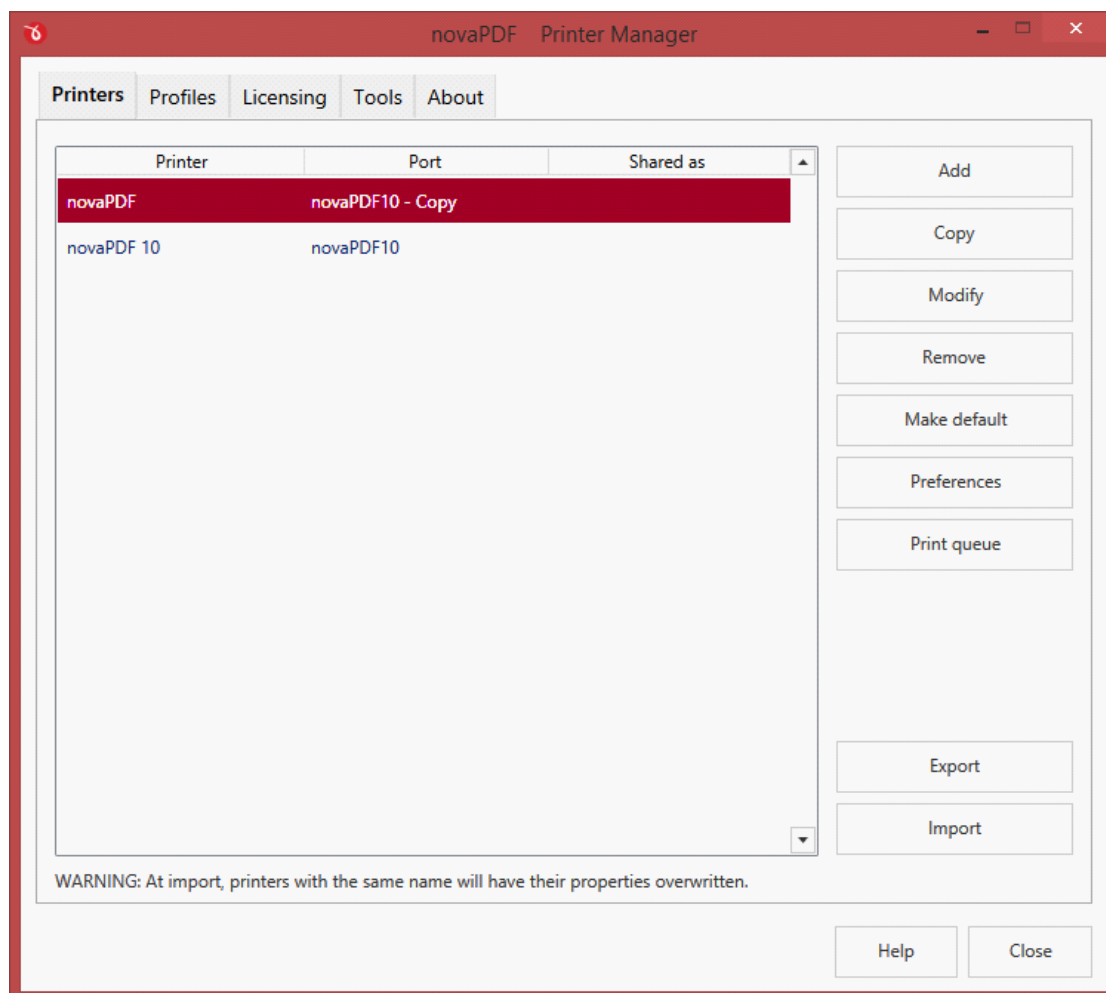 novaPDF Printer Manager
Printers Profiles Licensing Tools About
Printer Port Shared as
novaPDF novaPDF10 - Copy
novaPDF 10 novaPDF10
Add
Copy
Modify
Remove
Make default
Preferences
Print queue
Export
Import
WARNING: At import, printers with the same name will have their properties overwritten.
Help Close